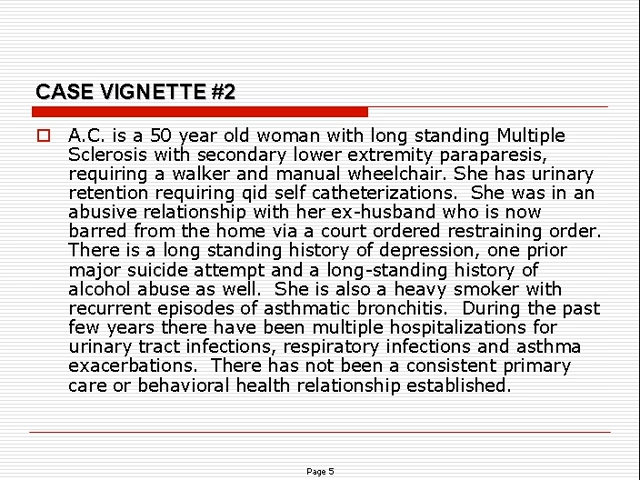 CASE VIGNETTE #2
A.C. is a 50 year old woman with long standing Multiple
Sclerosis with secondary lower extremity paraparesis,
requiring a walker and manual wheelchair. She has urinary
retention requiring qid self catheterizations.  She was in an
abusive relationship with her ex-husband who is now
barred from the home via a court ordered restraining order.
There is a long standing history of depression, one prior
major suicide attempt and a long-standing history of
alcohol abuse as well.  She is also a heavy smoker with
recurrent episodes of asthmatic bronchitis.  During the past
few years there have been multiple hospitalizations for
urinary tract infections, respiratory infections and asthma
exacerbations.  There has not been a consistent primary
care or behavioral health relationship established.
Page 5